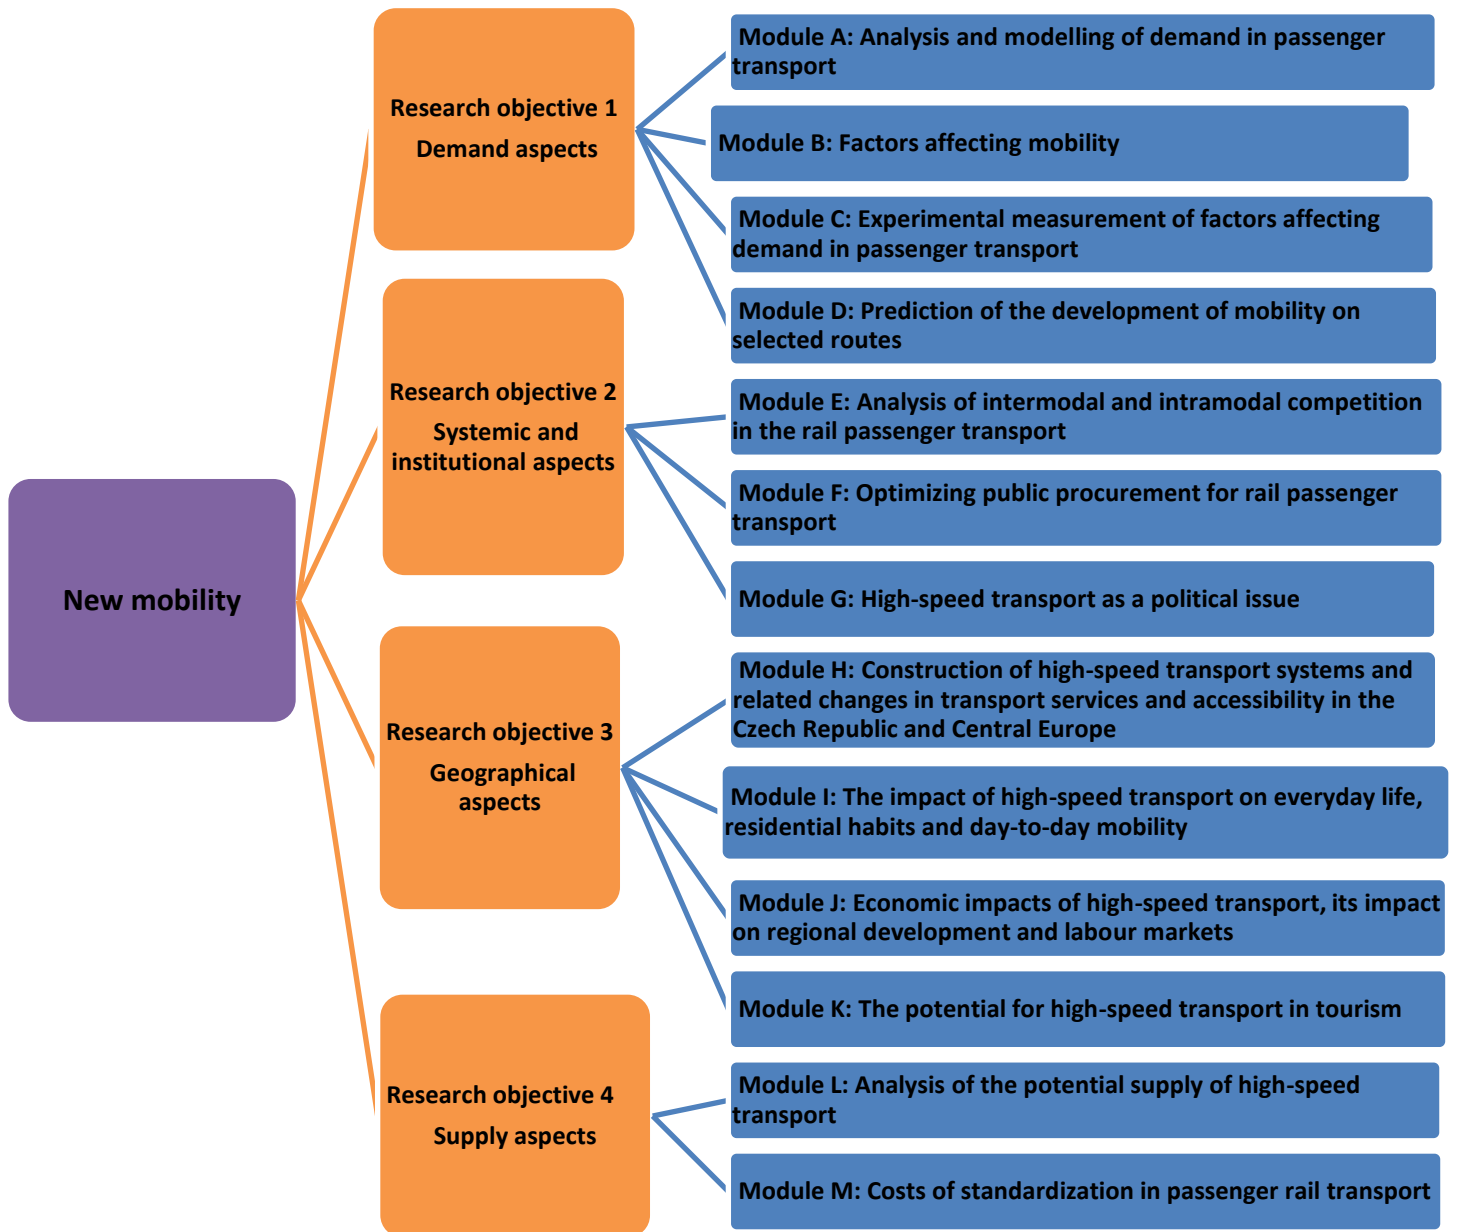 New mobility
Research objective 1
Demand aspects
Module A: Analysis and modelling of demand in passenger
transport
Module B: Factors affecting mobility
Module C: Experimental measurement of factors affecting
demand in passenger transport
Module D: Prediction of the development of mobility on
selected routes
Research objective 2
Systemic and
institutional aspects
Module E: Analysis of intermodal and intramodal competition
in the rail passenger transport
Module F: Optimizing public procurement for rail passenger
transport
Module G: High-speed transport as a political issue
Research objective 3
Geographical
aspects
Module H: Construction of high-speed transport systems and
related changes in transport services and accessibility in the
Czech Republic and Central Europe
Module I: The impact of high-speed transport on everyday life,
residential habits and day-to-day mobility
Module J: Economic impacts of high-speed transport, its impact
on regional development and labour markets
Module K: The potential for high-speed transport in tourism
Research objective 4
Supply aspects
Module L: Analysis of the potential supply of high-speed
transport
Module M: Costs of standardization in passenger rail transport